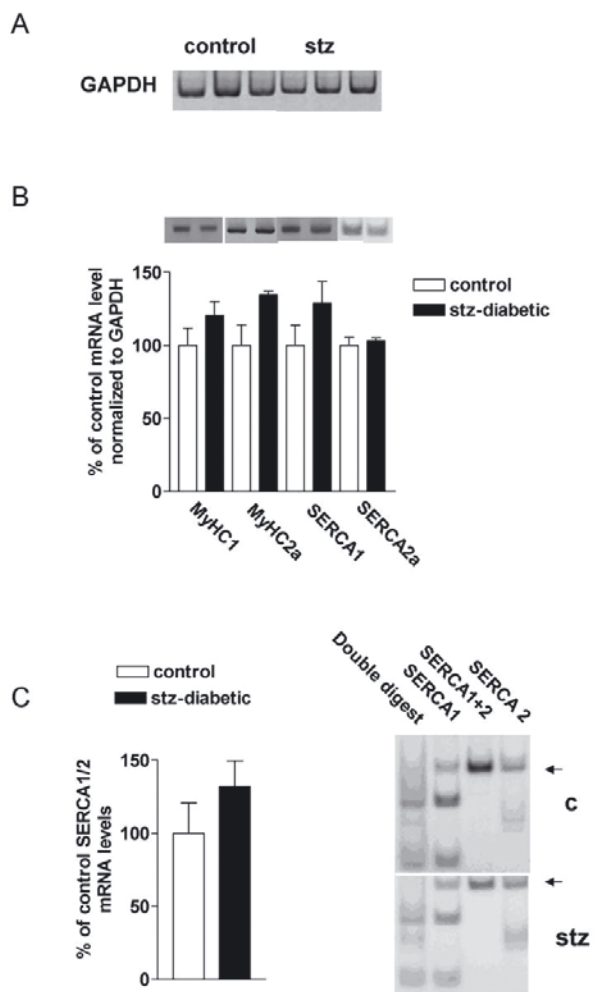 A
control stz
GAPDH
B
150
100
50
0
% of control mRNA level
normalized to GAPDH
control
stz-diabetic
MyHC1
MyHC2a
SERCA1
SERCA2a
C
control
stz-diabetic
150
100
50
0
% of control SERCA1/2
mRNA levels
Double digest
SERCA1
SERCA1+2
SERCA 2
c
stz